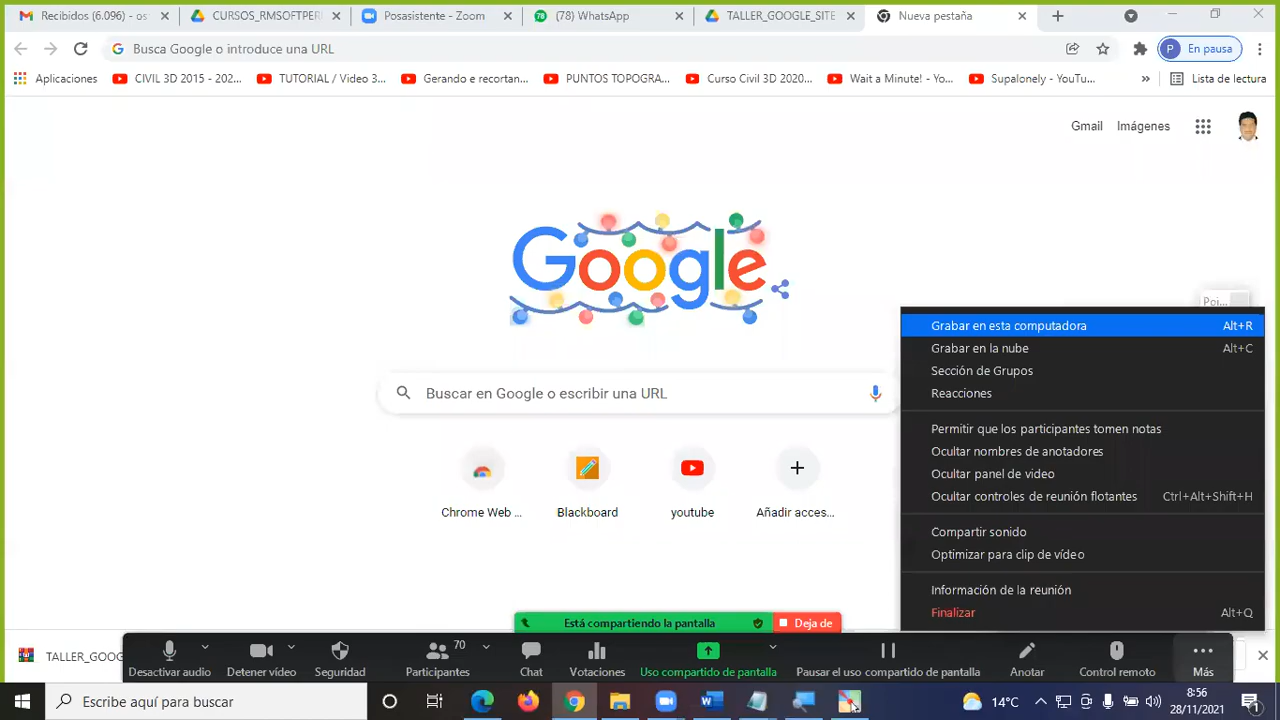 Recibidos (6.096) - os
CURSOS_RMSOFTPER
Posasistente - Zoom
78 (78) WhatsApp
TALLER_GOOGLE_SITE
Nueva pestaña
Busca Google o introduce una URL
P En pausa
Aplicaciones
CIVIL 3D 2015 - 202...
TUTORIAL / Video 3...
Gerando e recortan...
PUNTOS TOPOGRA...
Curso Civil 3D 2020...
Wait a Minute! - Yo...
Supalonely - YouTu...
»
Lista de lectura
Gmail
Imágenes
Google
Poi...
Buscar en Google o escribir una URL
Chrome Web ...
Blackboard
youtube
Añadir acces...
Grabar en esta computadora Alt+R
Grabar en la nube Alt+C
Sección de Grupos
Reacciones
Permitir que los participantes tomen notas
Ocultar nombres de anotadores
Ocultar panel de video
Ocultar controles de reunión flotantes Ctrl+Alt+Shift+H
Compartir sonido
Optimizar para clip de vídeo
Información de la reunión
Finalizar Alt+Q
Está compartiendo la pantalla
Deja de
TALLER_GOOG
Desactivar audio
Detener vídeo
Seguridad
70
Participantes
Chat
Votaciones
Uso compartido de pantalla
Pausar el uso compartido de pantalla
Anotar
Control remoto
Más
Escribe aquí para buscar
14°C
8:56
28/11/2021
1